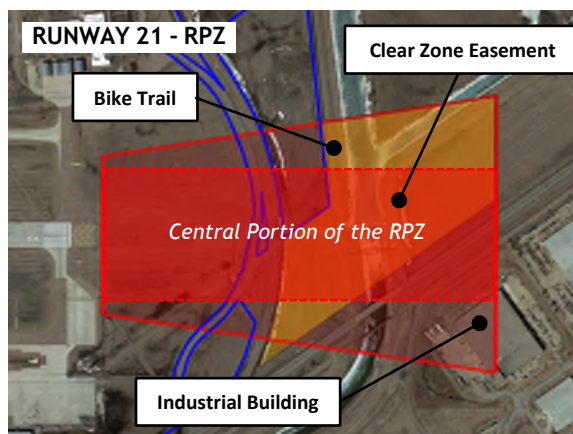 RUNWAY 21 - RPZ
Clear Zone Easement
Bike Trail
Central Portion of the RPZ
Industrial Building